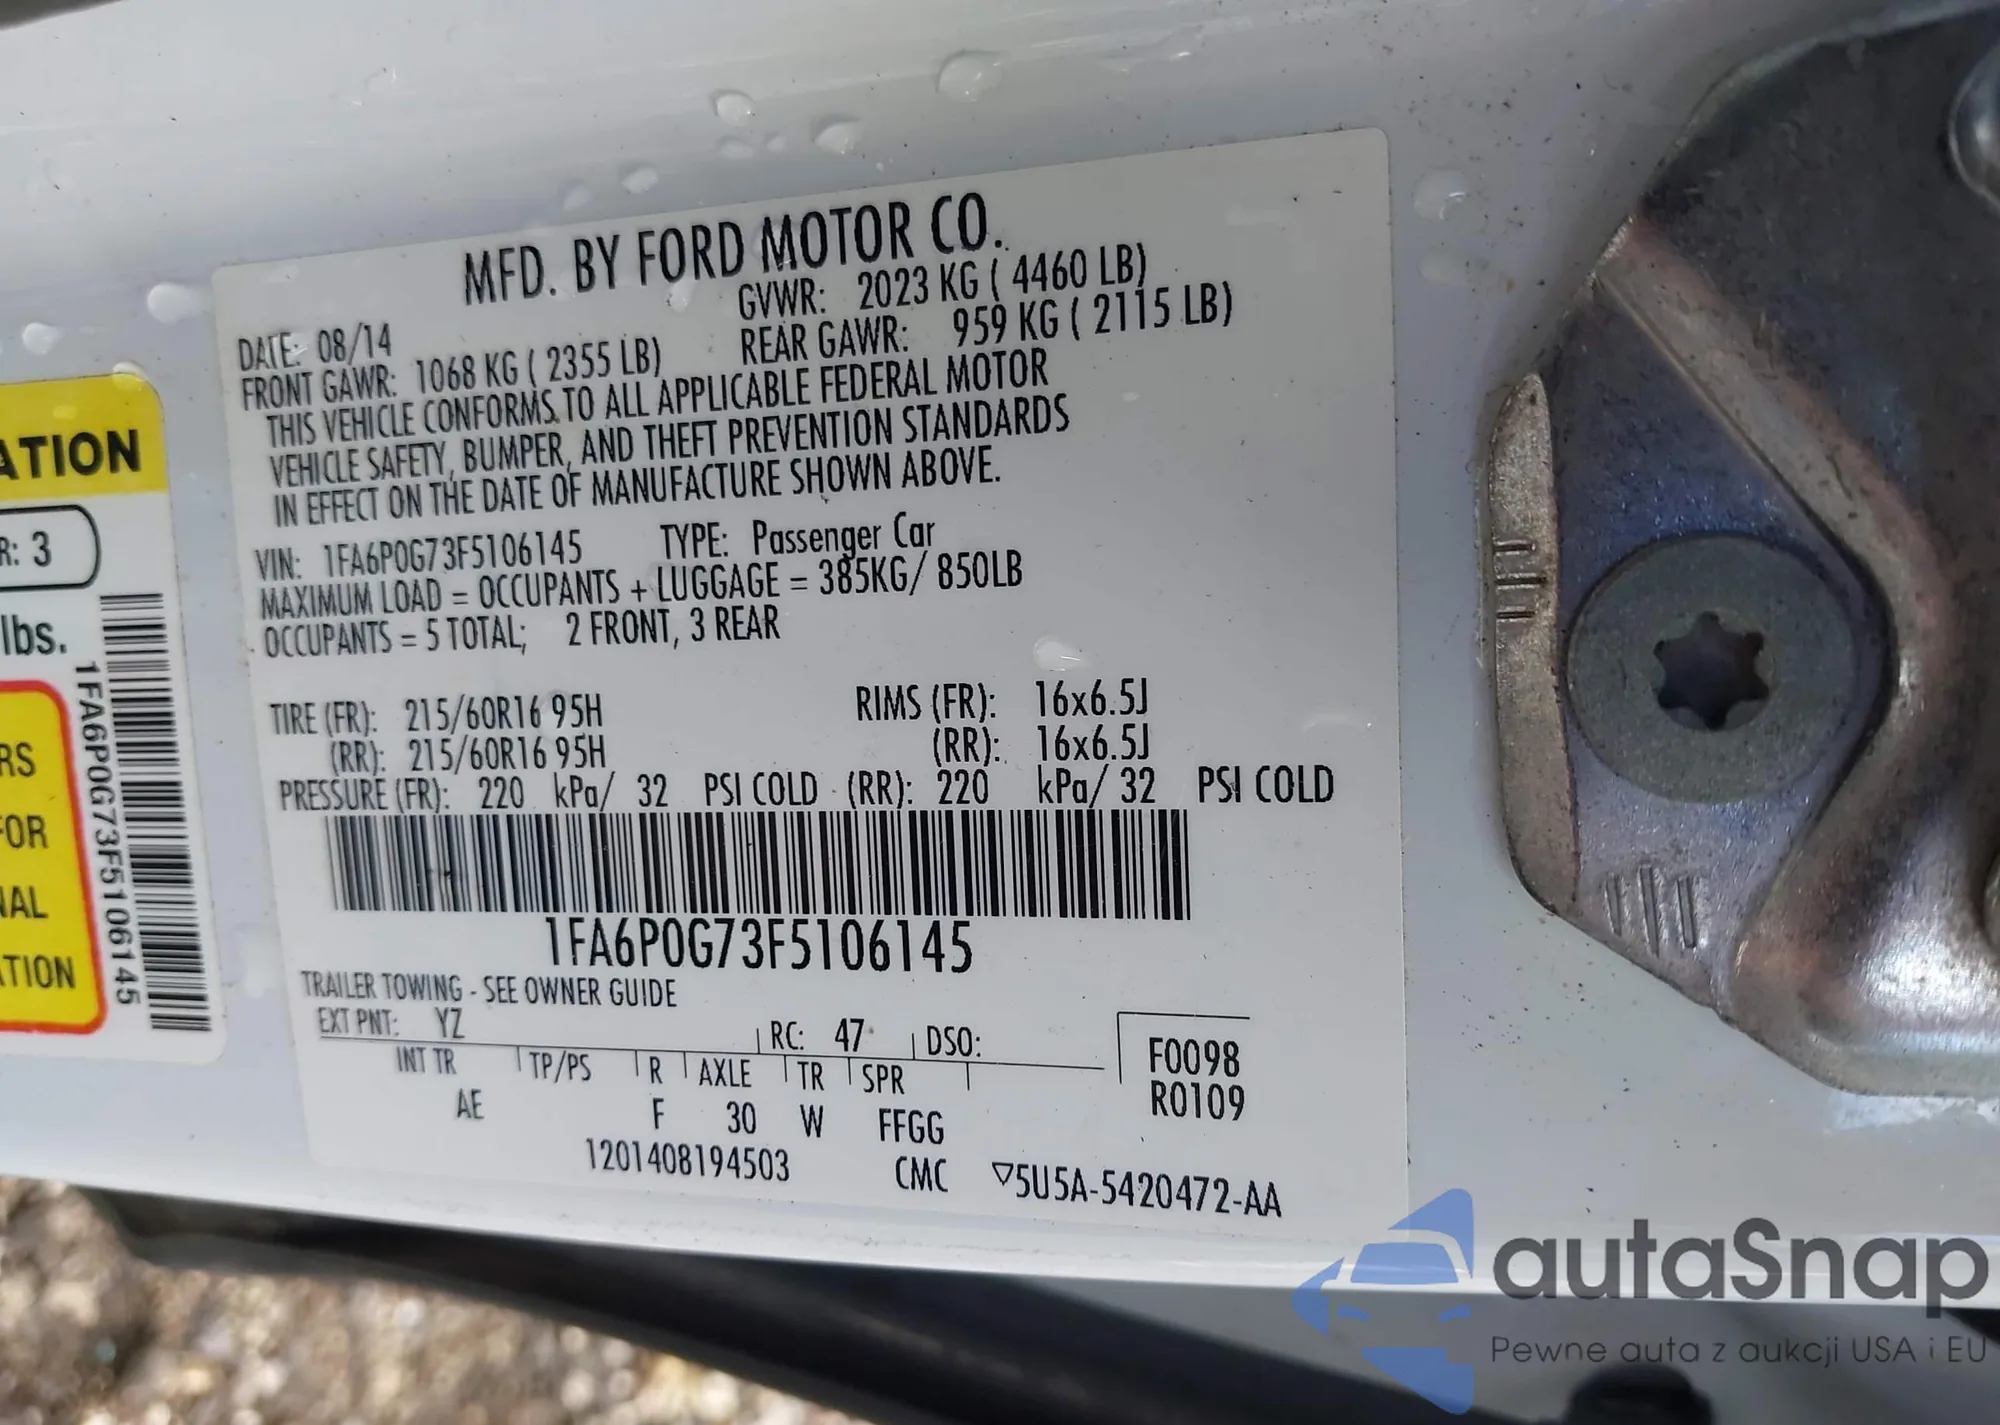 MFD. BY FORD MOTOR CO.
DATE: 08/14 GVWR: 2023 KG ( 4460 LB)
FRONT GAWR: 1068 KG ( 2355 LB) REAR GAWR: 959 KG ( 2115 LB)
THIS VEHICLE CONFORMS TO ALL APPLICABLE FEDERAL MOTOR
VEHICLE SAFETY, BUMPER, AND THEFT PREVENTION STANDARDS
IN EFFECT ON THE DATE OF MANUFACTURE SHOWN ABOVE.
VIN: 1FA6P0G73F5106145 TYPE: Passenger Car
MAXIMUM LOAD = OCCUPANTS + LUGGAGE = 385KG/ 850LB
OCCUPANTS = 5 TOTAL; 2 FRONT, 3 REAR
TIRE (FR): 215/60R16 95H RIMS (FR): 16x6.5J
(RR): 215/60R16 95H (RR): 16x6.5J
PRESSURE (FR): 220 kPa/ 32 PSI COLD (RR): 220 kPa/ 32 PSI COLD
1FA6P0G73F5106145
TRAILER TOWING - SEE OWNER GUIDE
EXT PNT: YZ RC: 47 DSO:
INT TR TP/PS R AXLE TR SPR
AE F 30 W FFGG
F0098
R0109
1201408194503 CMC ▽5U5A-5420472-AA
ATION
R: 3
lbs.
RS
FOR
NAL
ATION
1FA6P0G73F5106145
autaSnap
Pewne auta z aukcji USA i EU